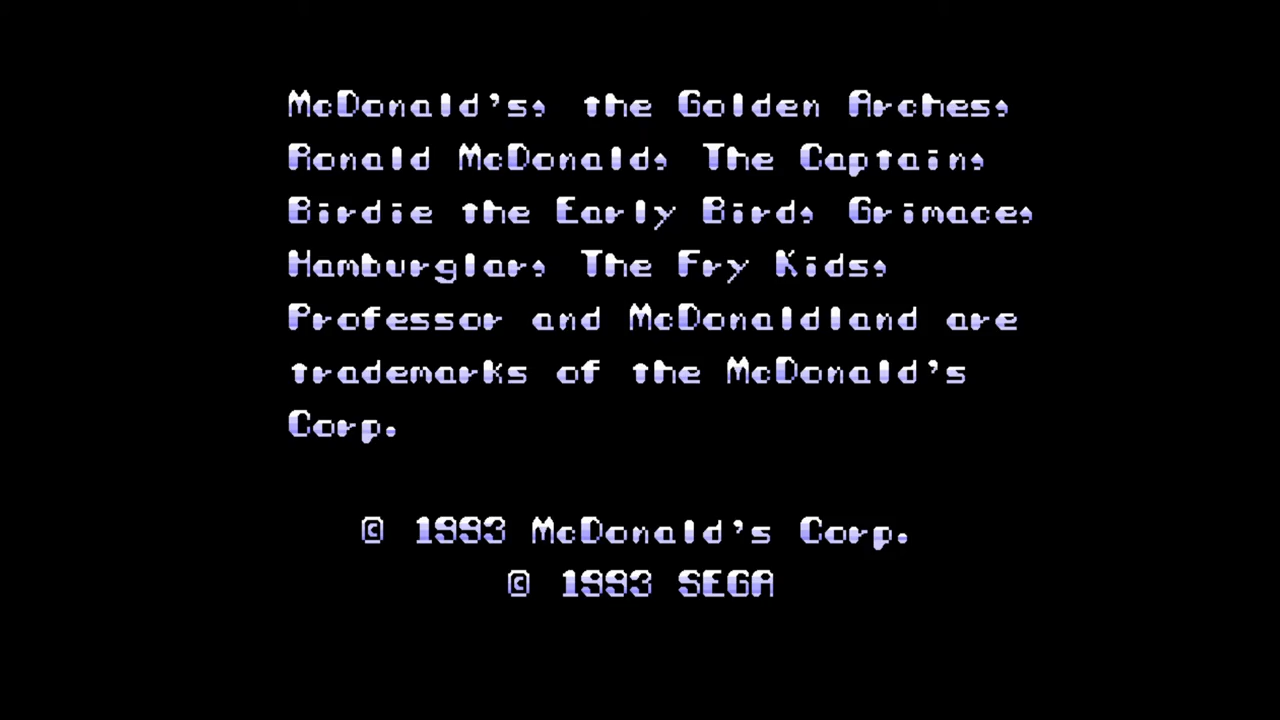 McDonald's, the Golden Arches,
Ronald McDonald, The Captain,
Birdie the Early Bird, Grimace,
Hamburglar, The Fry Kids,
Professor and McDonaldland are
trademarks of the McDonald's
Corp.
© 1993 McDonald's Corp.
© 1993 SEGA